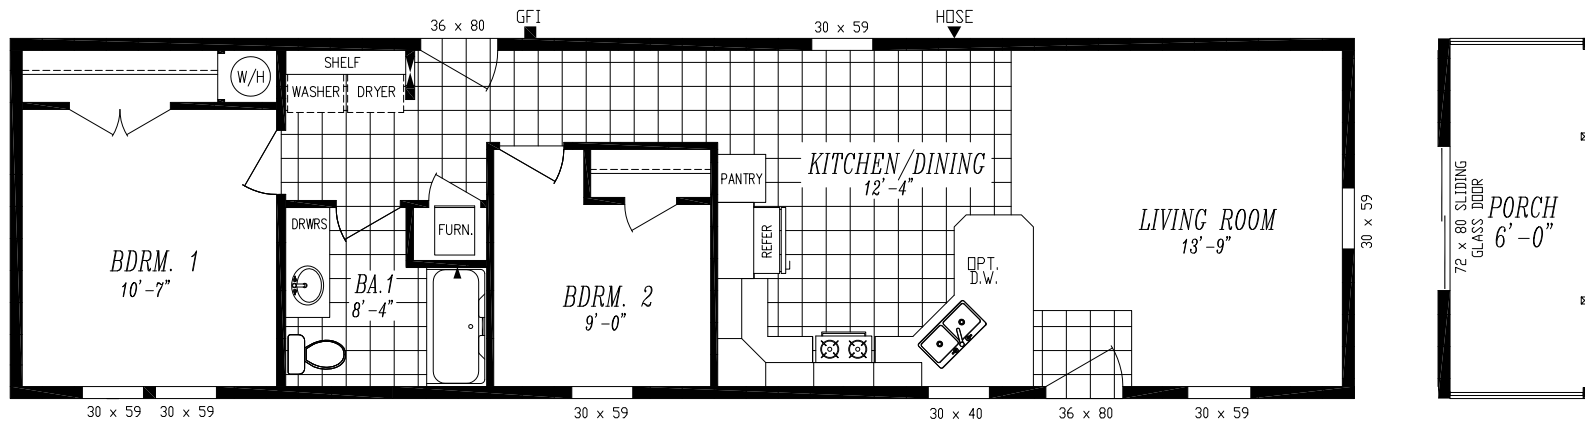 36 x 80
GFI
30 x 59
HOSE
SHELF
W/H
WASHER
DRYER
PANTRY
KITCHEN/DINING
12'-4"
DRWRS
FURN.
REFER
LIVING ROOM
13'-9"
30 x 59
72 x 80 SLIDING
GLASS DOOR
PORCH
6'-0"
BDRM. 1
10'-7"
BA.1
8'-4"
BDRM. 2
9'-0"
OPT.
D.W.
30 x 59
30 x 59
30 x 59
30 x 40
36 x 80
30 x 59